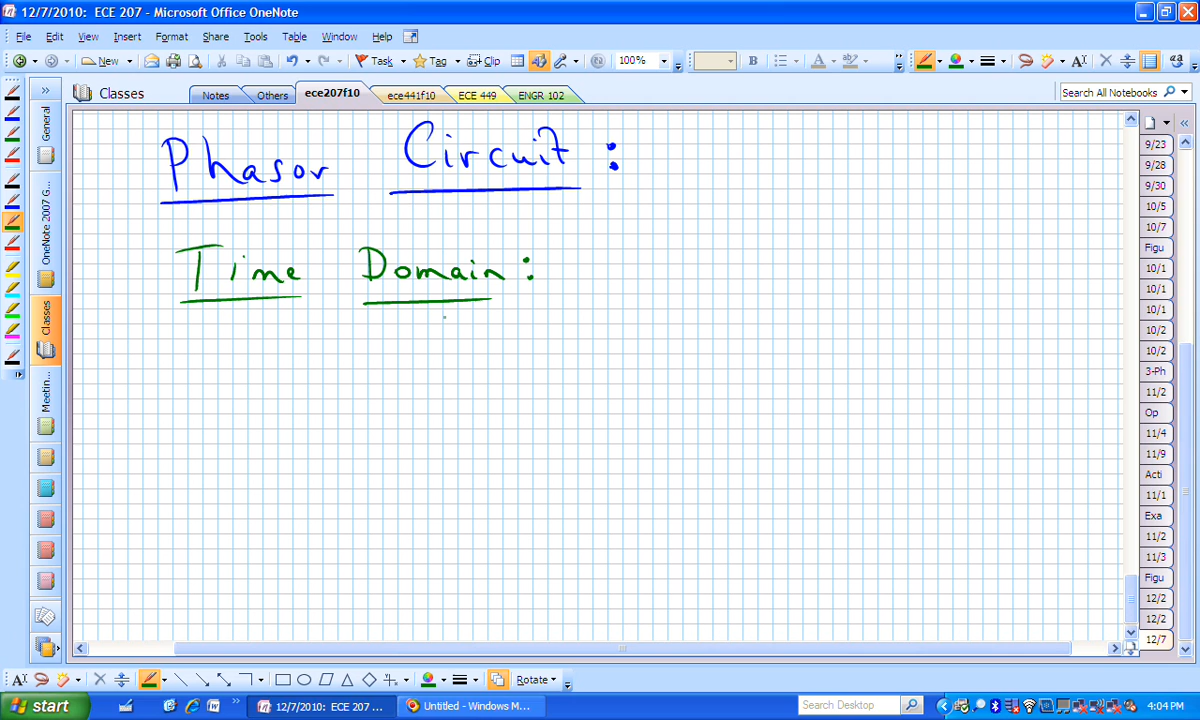 12/7/2010: ECE 207 - Microsoft Office OneNote
File Edit View Insert Format Share Tools Table Window Help
New Task Tag Clip 100% B A ab A
Classes Notes Others ece207f10 ece441f10 ECE 449 ENGR 102 Search All Notebooks
Phasor Circuit :
Time Domain :
General
OneNote 2007 G...
Classes
Meetin...
9/23
9/28
9/30
10/5
10/7
Figu
10/1
10/1
10/1
10/2
10/2
3-Ph
11/2
Op
11/4
11/9
Acti
11/1
Exa
11/2
11/3
Figu
12/2
12/2
12/7
Rotate
start 12/7/2010: ECE 207 ... Untitled - Windows M... Search Desktop 4:04 PM